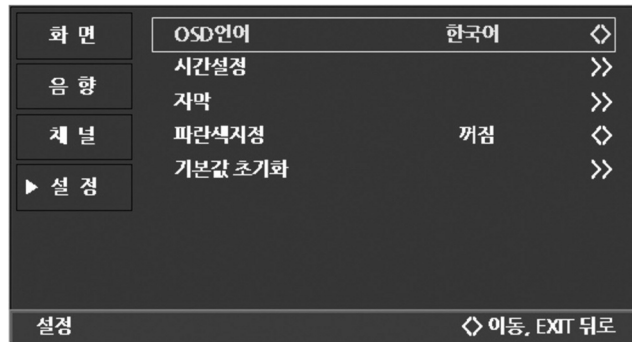 화 면
음 향
채 널
▶ 설 정
OSD언어 한국어 <>
시간설정 >>
자막 >>
파란색지정 꺼짐 <>
기본값 초기화 >>
설정 <> 이동, EXIT 뒤로